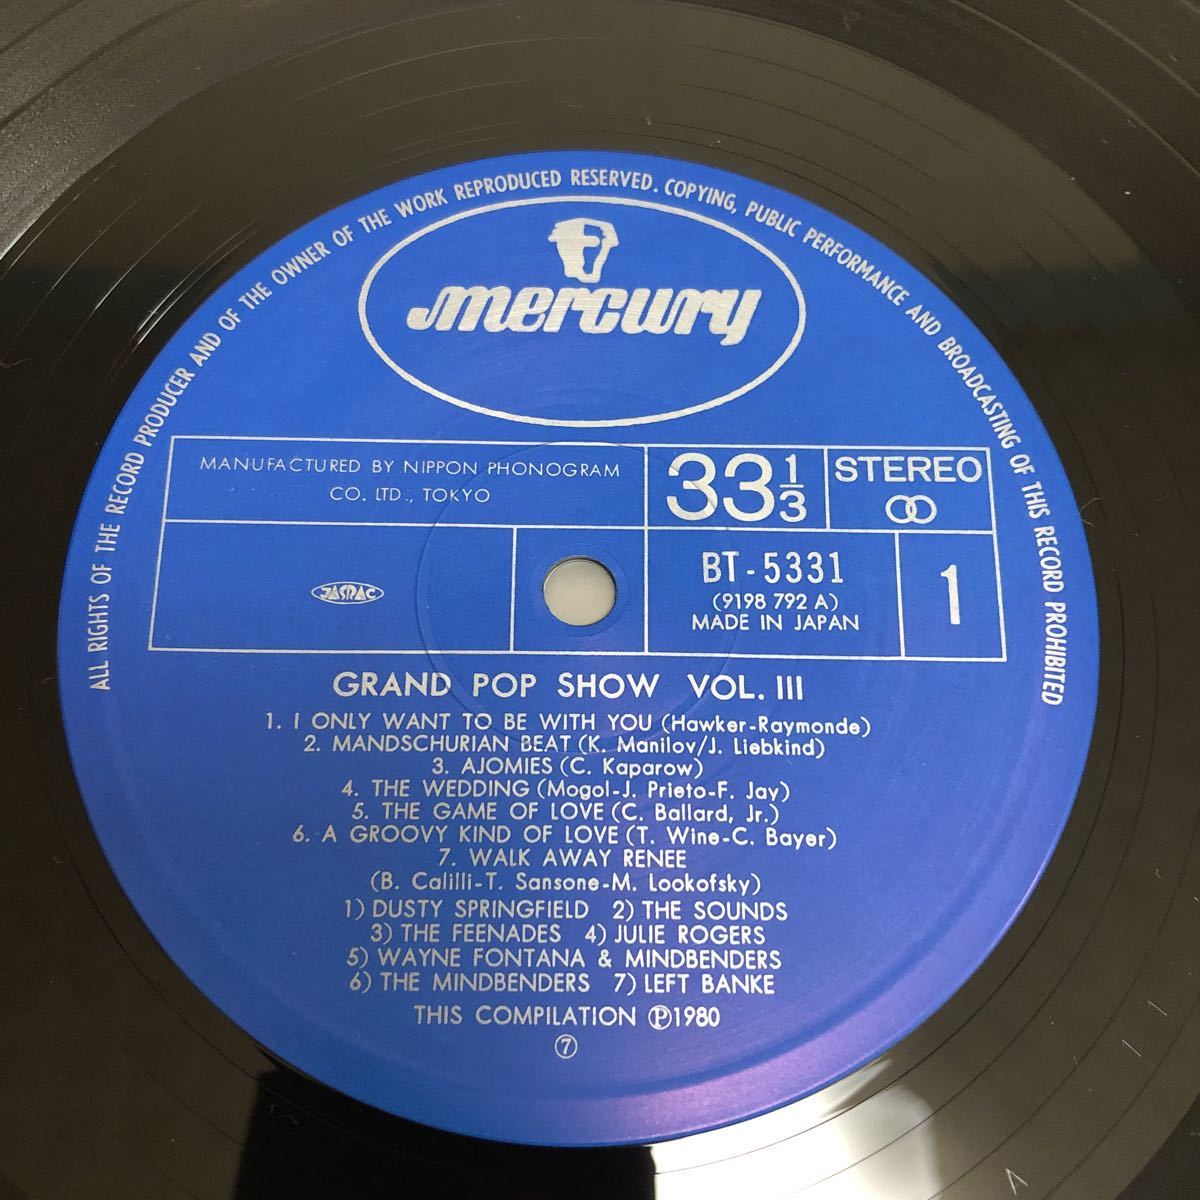 ALL RIGHTS OF THE RECORD PRODUCER AND OF THE OWNER OF THE WORK REPRODUCED RESERVED. COPYING, PUBLIC PERFORMANCE AND BROADCASTING OF THIS RECORD PROHIBITED
mercury
MANUFACTURED BY NIPPON PHONOGRAM
CO. LTD., TOKYO
33 1/3
STEREO
JASRAC
BT-5331
(9198 792 A)
MADE IN JAPAN
1
GRAND POP SHOW VOL. III
1. I ONLY WANT TO BE WITH YOU (Hawker-Raymonde)
2. MANDSCHURIAN BEAT (K. Manilov/J. Liebkind)
3. AJOMIES (C. Kaparow)
4. THE WEDDING (Mogol-J. Prieto-F. Jay)
5. THE GAME OF LOVE (C. Ballard, Jr.)
6. A GROOVY KIND OF LOVE (T. Wine-C. Bayer)
7. WALK AWAY RENEE
(B. Calilli-T. Sansone-M. Lookofsky)
1) DUSTY SPRINGFIELD 2) THE SOUNDS
3) THE FEENADES 4) JULIE ROGERS
5) WAYNE FONTANA & MINDBENDERS
6) THE MINDBENDERS 7) LEFT BANKE
THIS COMPILATION Ⓟ1980
⑦